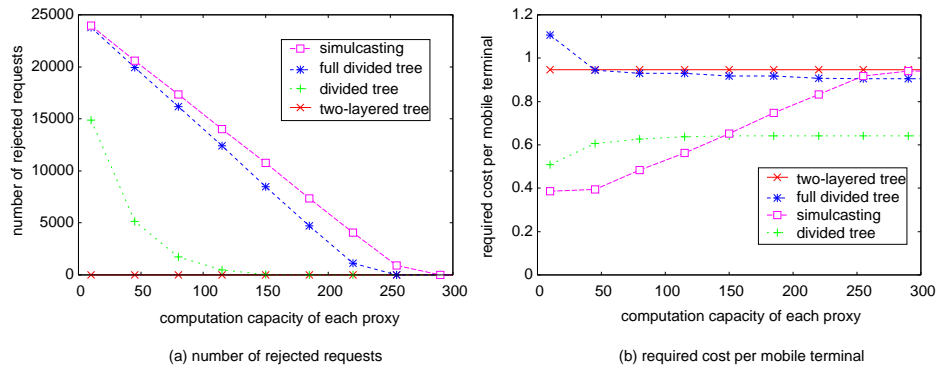 25000
20000
15000
10000
5000
0
number of rejected requests
simulcasting
full divided tree
divided tree
two-layered tree
0 50 100 150 200 250 300
computation capacity of each proxy
(a) number of rejected requests
1.2
1
0.8
0.6
0.4
0.2
0
required cost per mobile terminal
two-layered tree
full divided tree
simulcasting
divided tree
0 50 100 150 200 250 300
computation capacity of each proxy
(b) required cost per mobile terminal